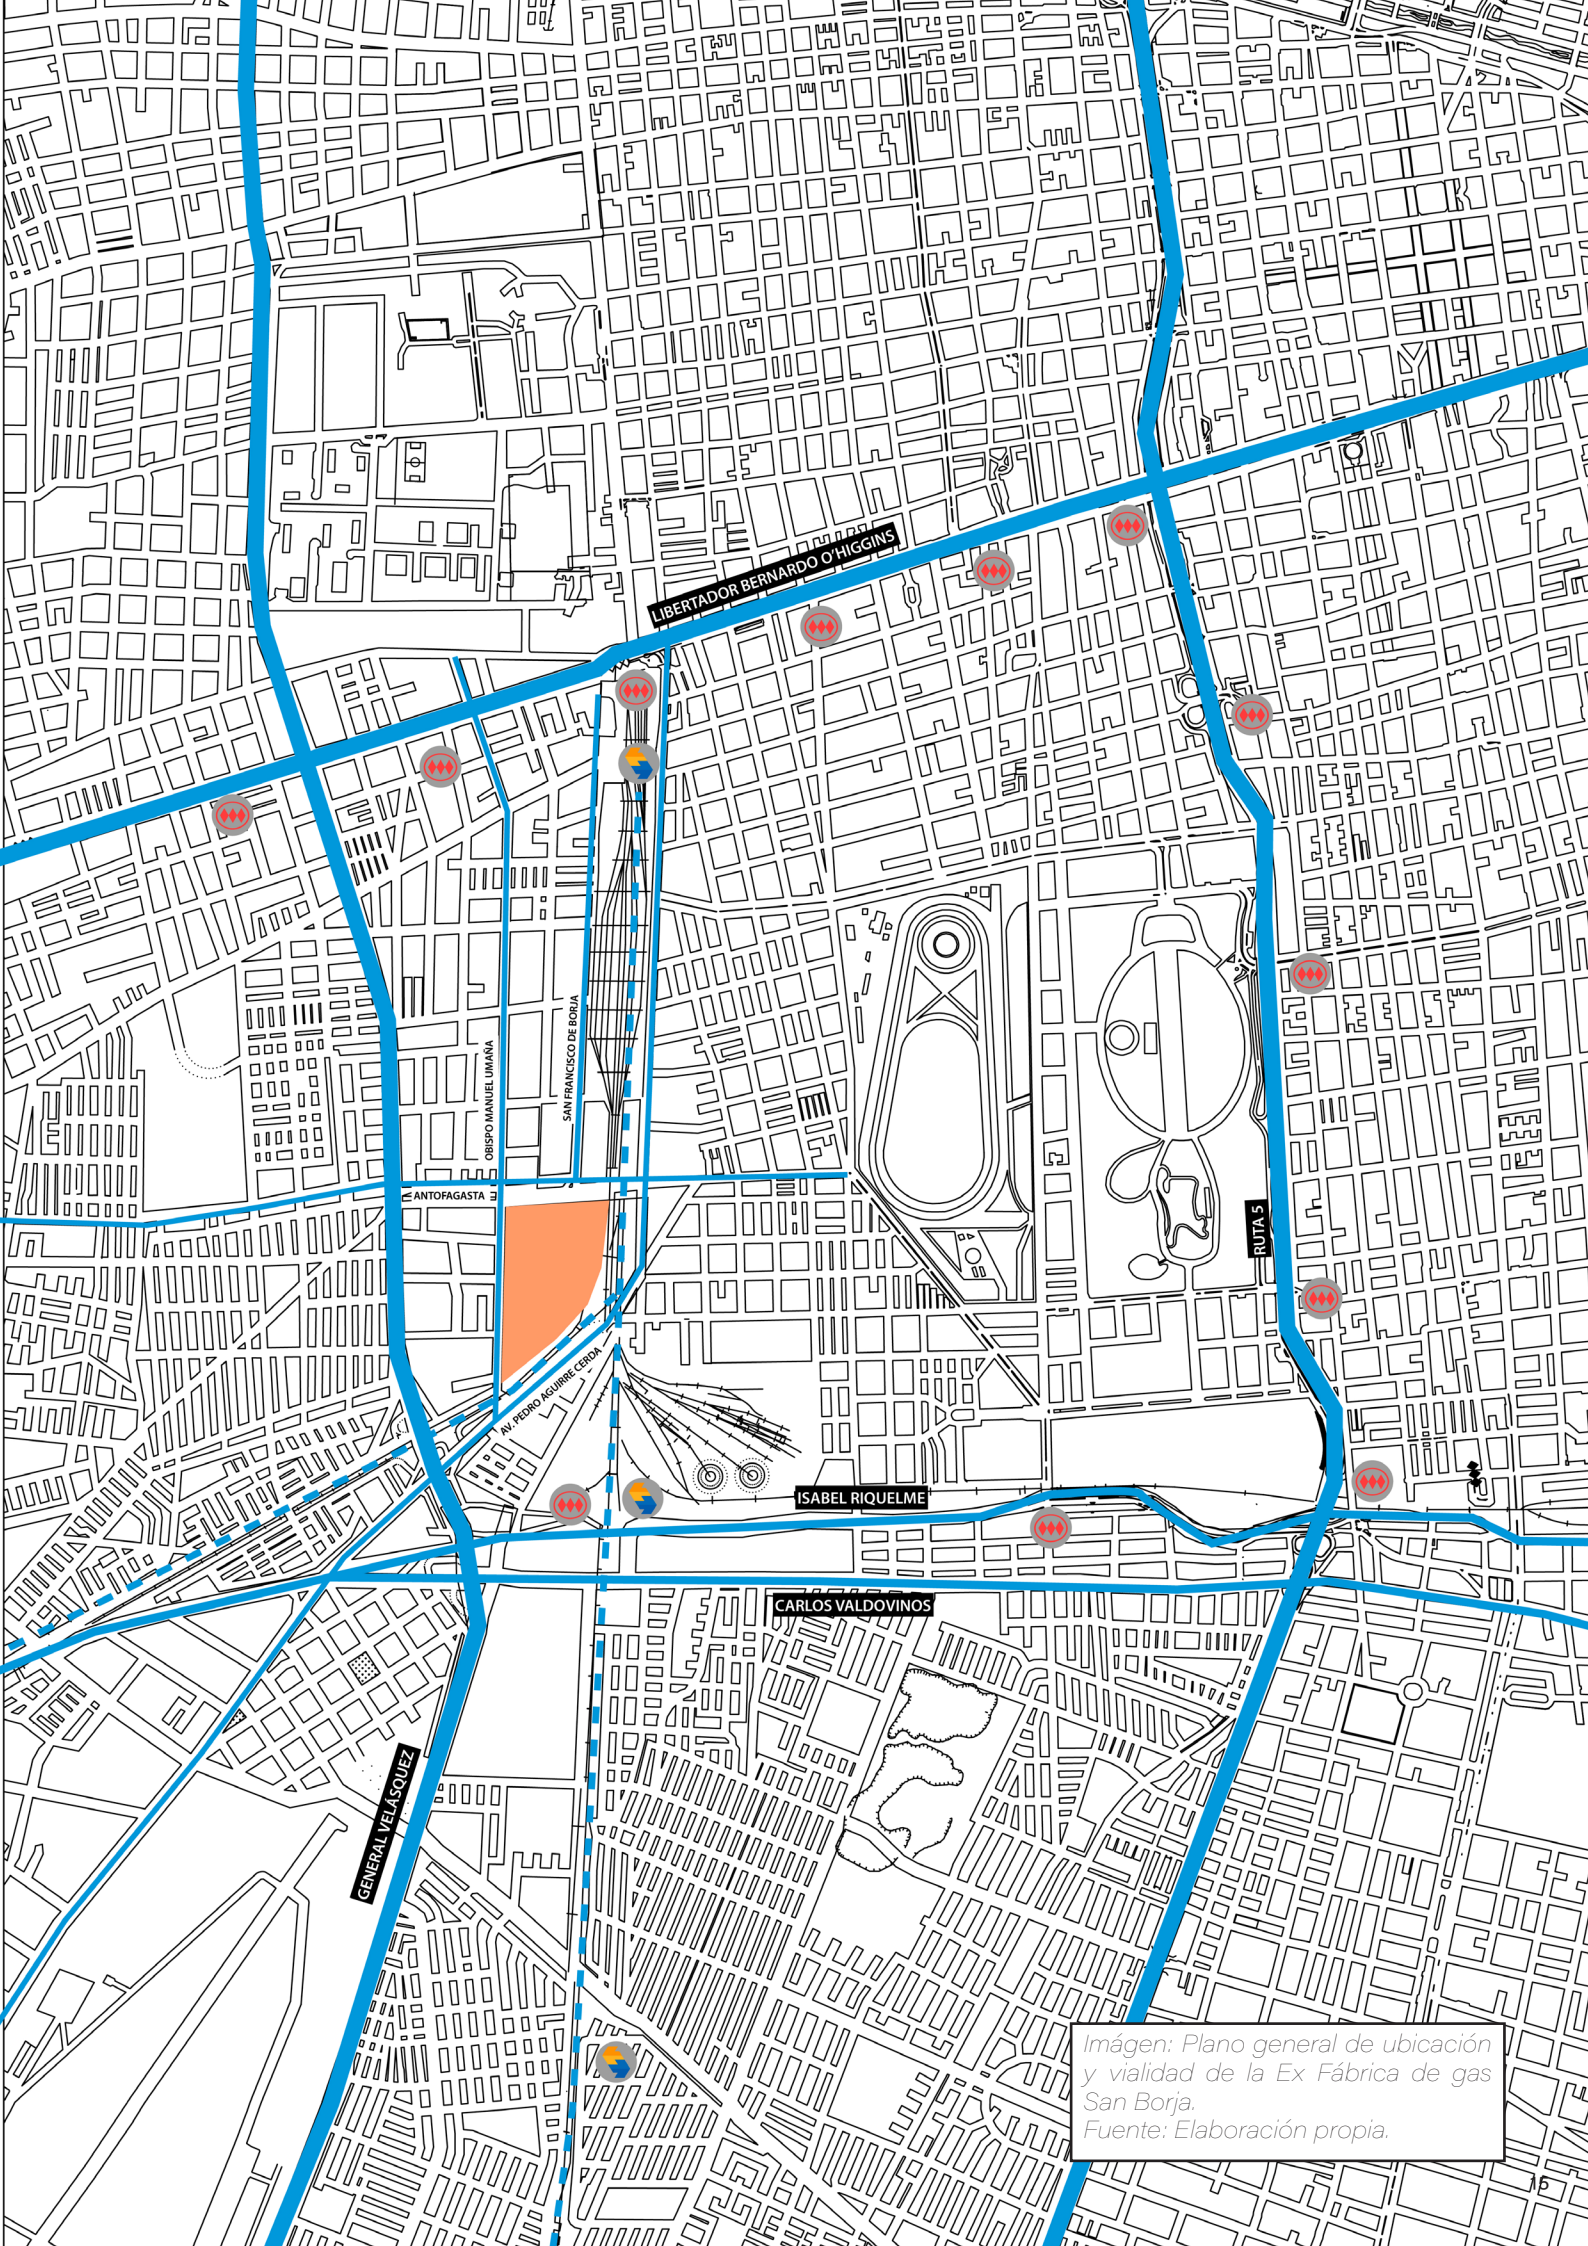 LIBERTADOR BERNARDO O'HIGGINS
OBISPO MANUEL UMAÑA
SAN FRANCISCO DE BORJA
ANTOFAGASTA
RUTA 5
AV. PEDRO AGUIRRE CERDA
ISABEL RIQUELME
CARLOS VALDOVINOS
GENERAL VELÁSQUEZ
Imágen: Plano general de ubicación
y vialidad de la Ex Fábrica de gas
San Borja.
Fuente: Elaboración propia.
15